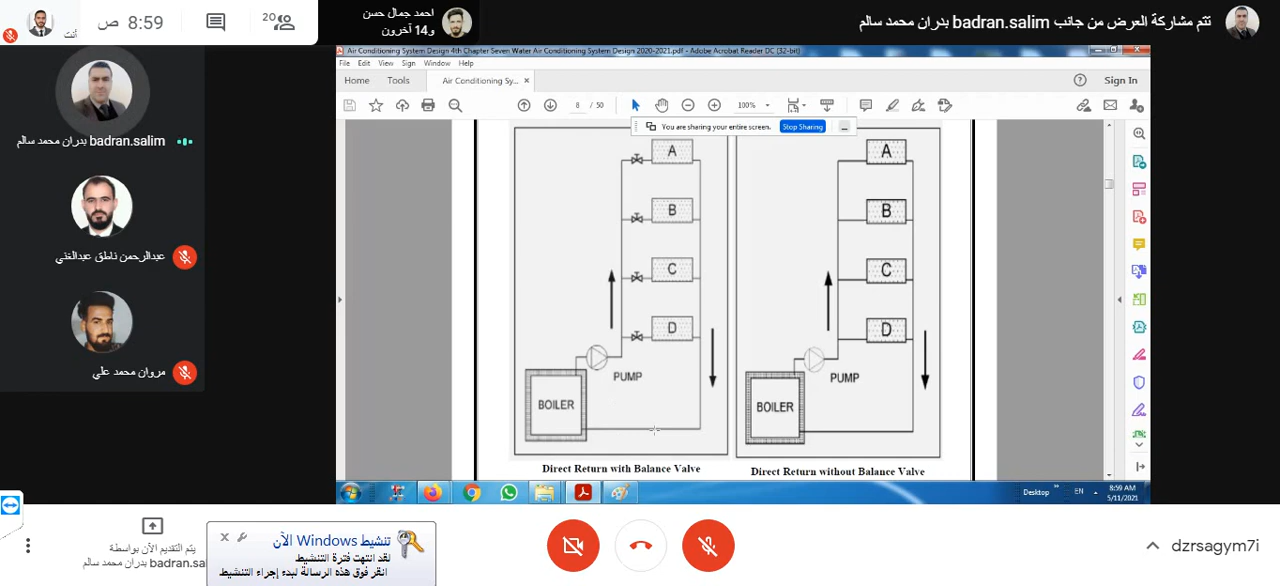 8:59 ص
20
أنت
احمد جمال حسن
و14 آخرون
تتم مشاركة العرض من جانب badran.salim بدران محمد سالم
badran.salim بدران محمد سالم
عبدالرحمن ناطق عبدالغني
مروان محمد علي
Air Conditioning System Design 4th Chapter Seven Water Air Conditioning System Design 2020-2021.pdf - Adobe Acrobat Reader DC (32-bit)
File Edit View Sign Window Help
Home Tools Air Conditioning Sy... × Sign In
8 / 50 100%
You are sharing your entire screen. Stop Sharing
A
B
C
D
PUMP
BOILER
Direct Return with Balance Valve
A
B
C
D
PUMP
BOILER
Direct Return without Balance Valve
Desktop » EN 8:59 AM
5/11/2021
يتم التقديم الآن بواسطة
badran.sa بدران محمد سالم
تنشيط Windows الآن
لقد انتهت فترة التنشيط
انقر فوق هذه الرسالة لبدء إجراء التنشيط
dzrsagym7i